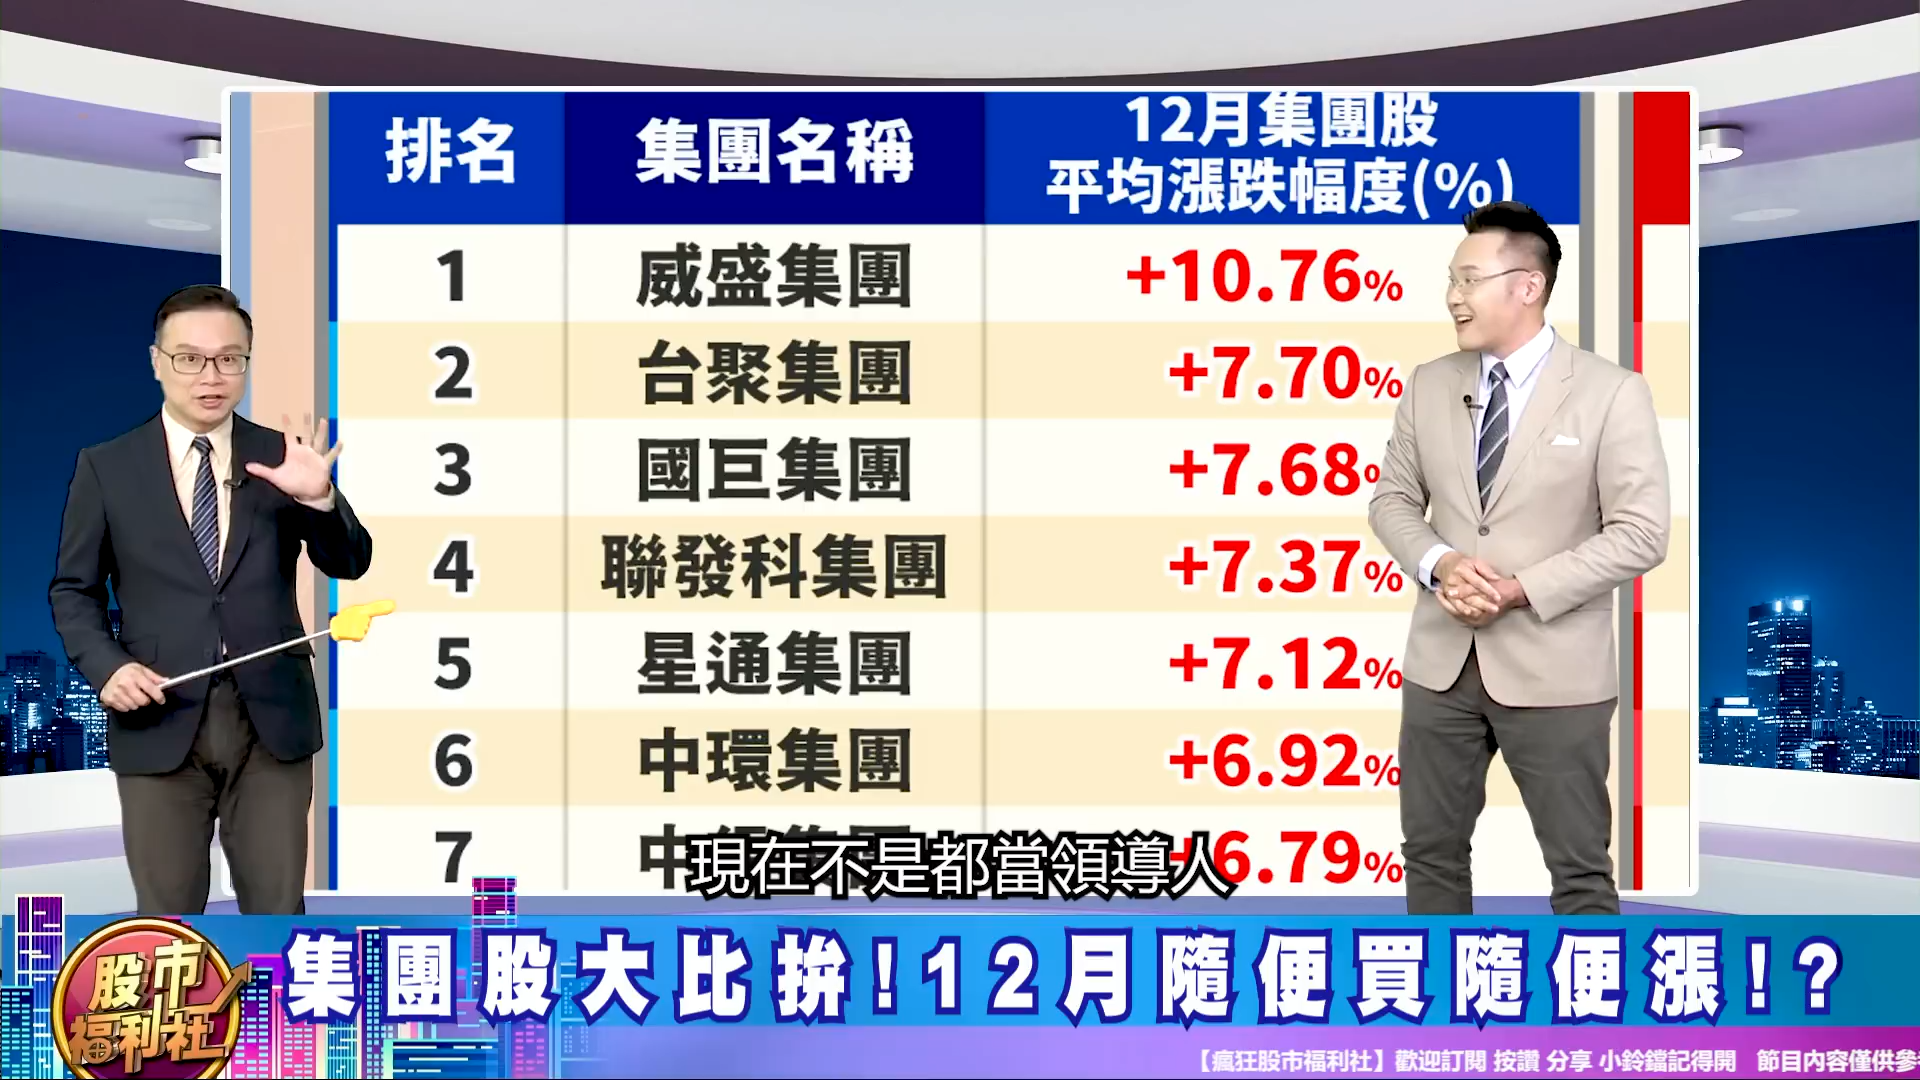 排名 集團名稱 12月集團股
平均漲跌幅度(%)
1 威盛集團 +10.76%
2 台聚集團 +7.70%
3 國巨集團 +7.68%
4 聯發科集團 +7.37%
5 星通集團 +7.12%
6 中環集團 +6.92%
7 中 集團 +6.79%
現在不是都當領導人
股市
福利社
集團股大比拚!12月隨便買隨便漲!?
【瘋狂股市福利社】歡迎訂閱 按讚 分享 小鈴鐺記得開 節目內容僅供參